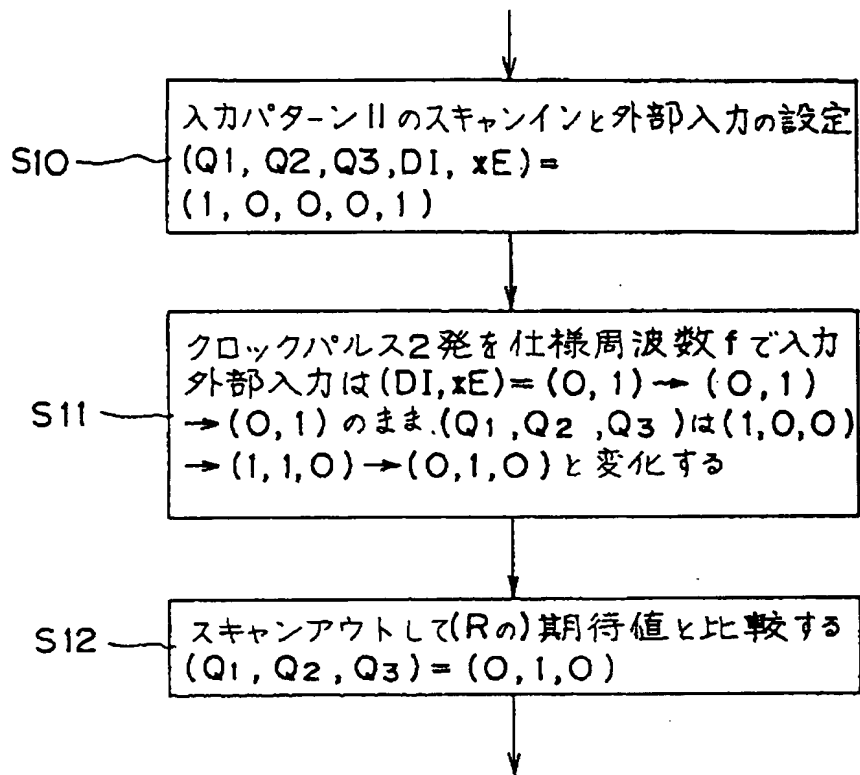 S10
入力パターン11のスキャンインと外部入力の設定
(Q1, Q2, Q3, DI, xE)=
(1, 0, 0, 0, 1)
S11
クロックパルス2発を仕様周波数fで入力
外部入力は(DI, xE)=(0, 1)→(0, 1)
→(0, 1)のまま、(Q1, Q2, Q3)は(1, 0, 0)
→(1, 1, 0)→(0, 1, 0)と変化する
S12
スキャンアウトして(Rの)期待値と比較する
(Q1, Q2, Q3)=(0, 1, 0)